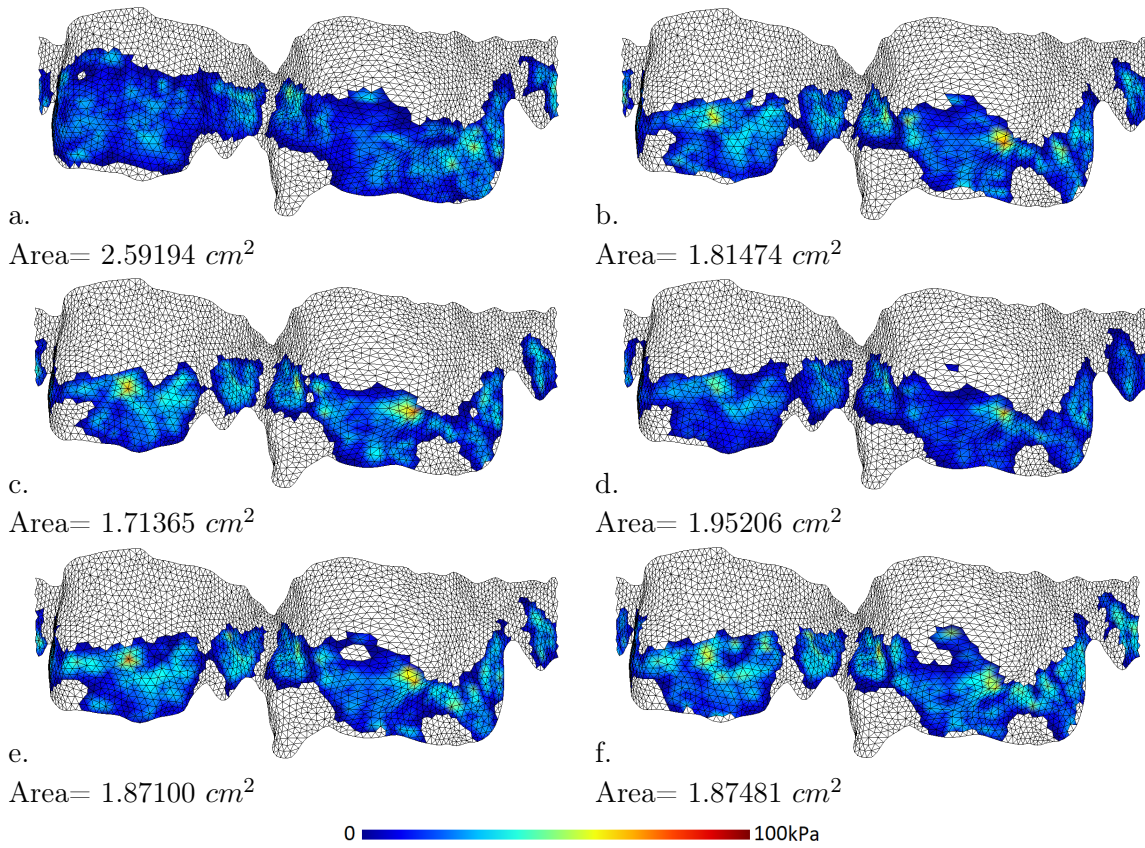 a.
Area= 2.59194 cm²
b.
Area= 1.81474 cm²
c.
Area= 1.71365 cm²
d.
Area= 1.95206 cm²
e.
Area= 1.87100 cm²
f.
Area= 1.87481 cm²
0 100kPa